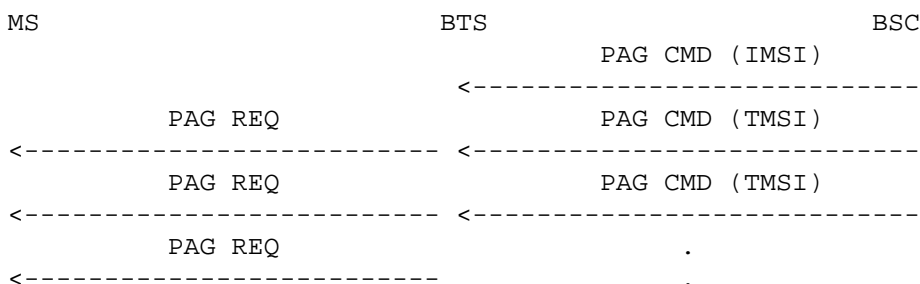 MS BTS BSC
PAG CMD (IMSI)
<----------------------------
PAG REQ PAG CMD (TMSI)
<-------------------------- <----------------------------
PAG REQ PAG CMD (TMSI)
<-------------------------- <----------------------------
PAG REQ .
<-------------------------- .